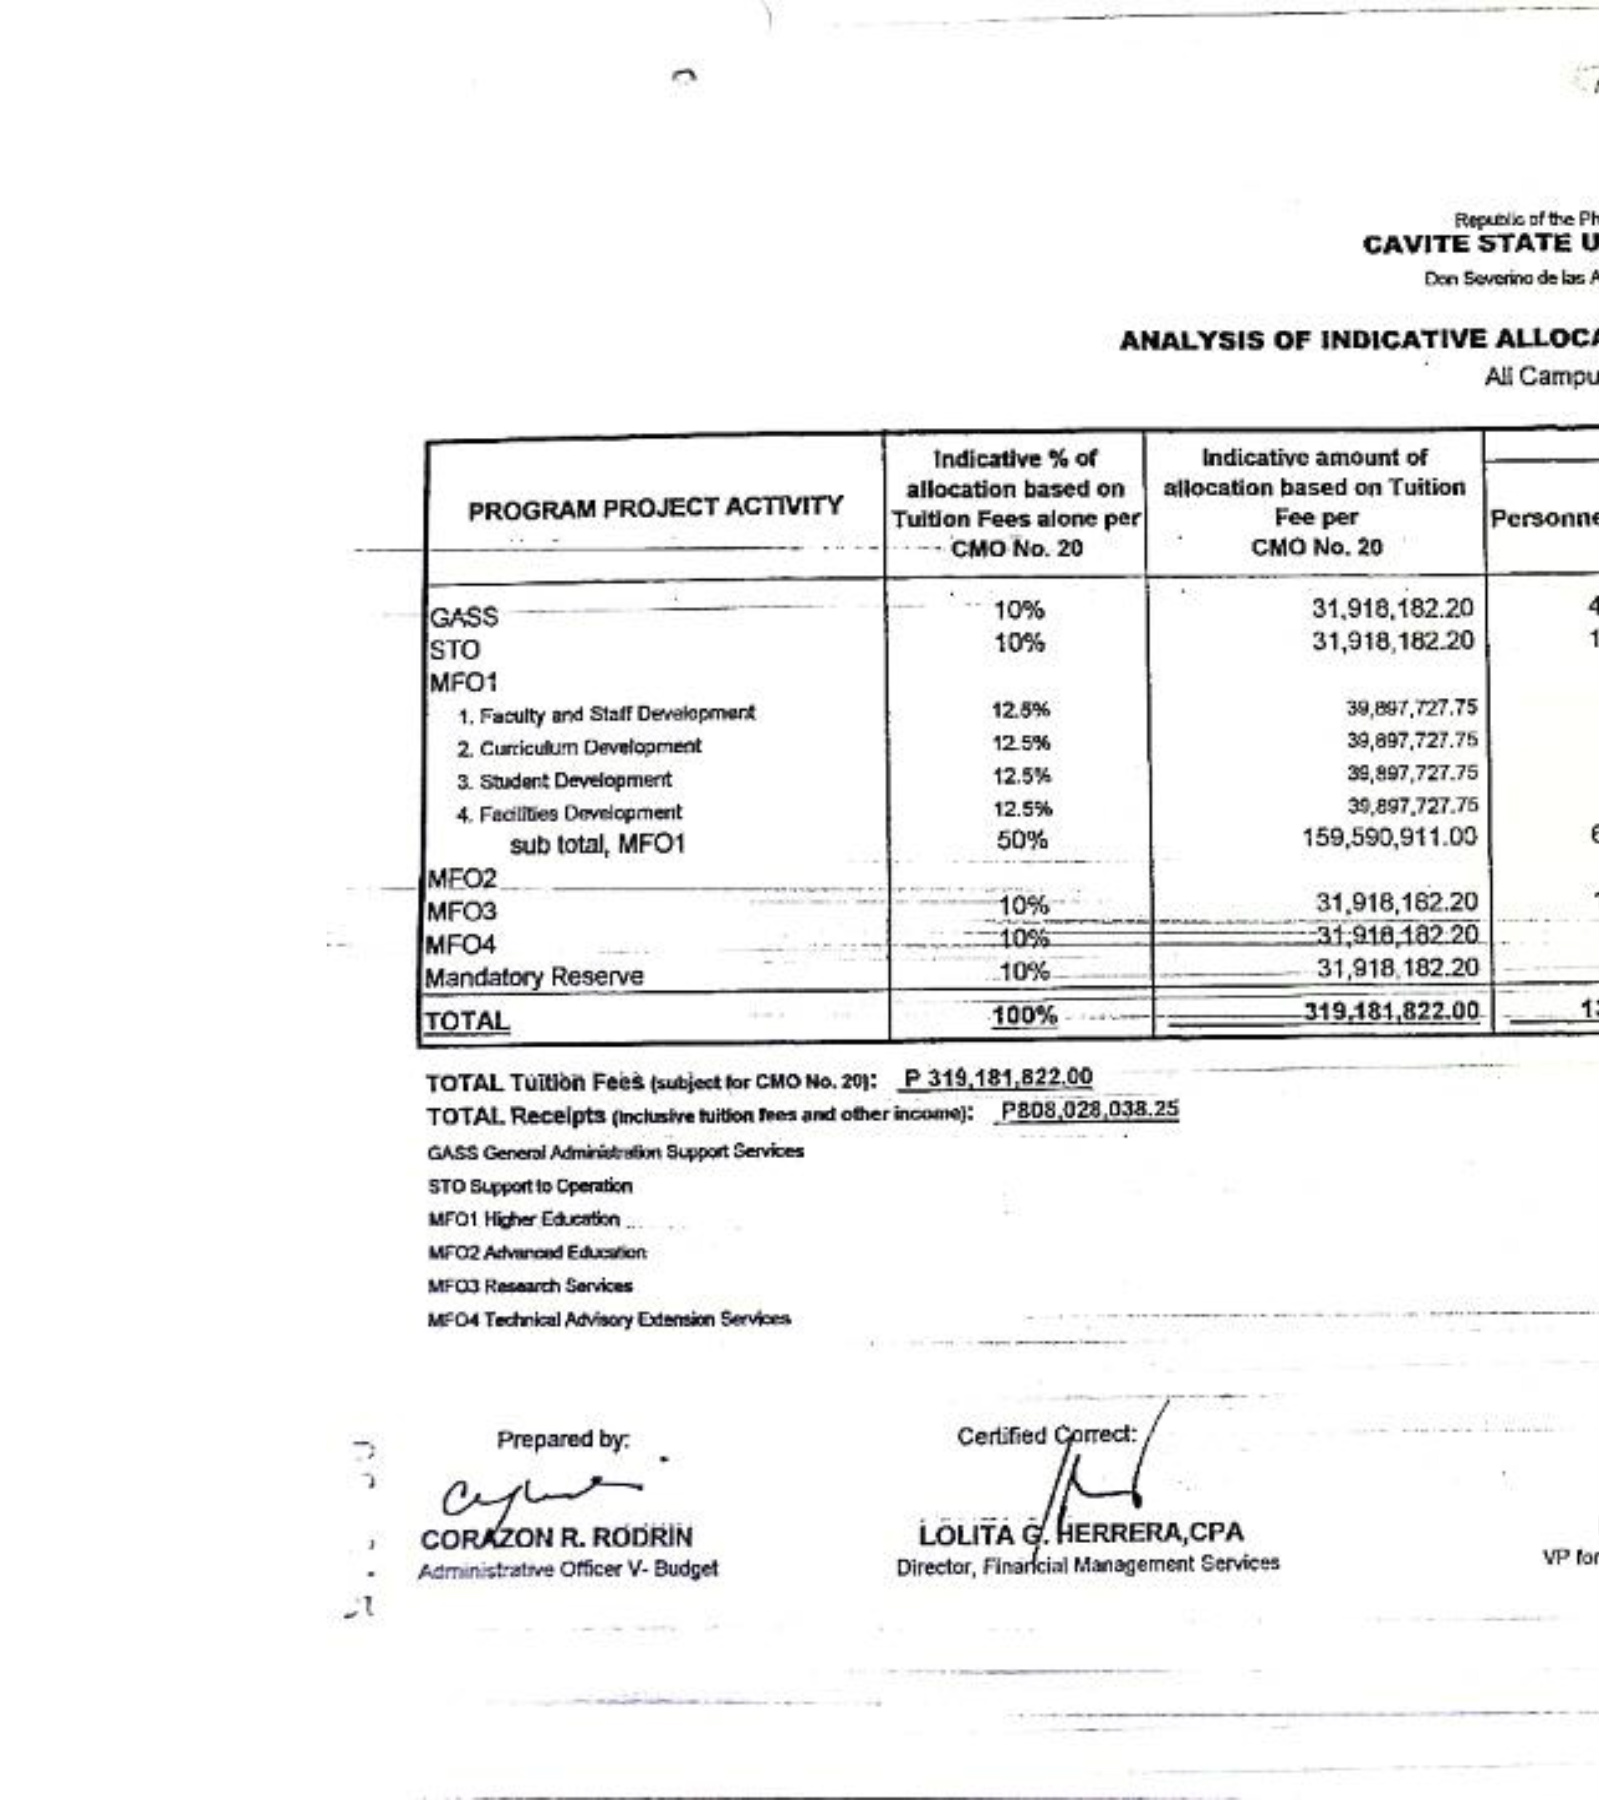 Republic of the Ph
CAVITE STATE U
Don Severino de las A
ANALYSIS OF INDICATIVE ALLOCA
All Campu
PROGRAM PROJECT ACTIVITY
Indicative % of
allocation based on
Tuition Fees alone per
CMO No. 20
Indicative amount of
allocation based on Tuition
Fee per
CMO No. 20
Personne
GASS 10% 31,918,182.20 4
STO 10% 31,918,182.20 1
MFO1
1. Faculty and Staff Development 12.5% 39,897,727.75
2. Curriculum Development 12.5% 39,897,727.75
3. Student Development 12.5% 39,897,727.75
4. Facilities Development 12.5% 39,897,727.75
sub total, MFO1 50% 159,590,911.00 6
MFO2
MFO3 10% 31,918,182.20
MFO4 10% 31,918,182.20
Mandatory Reserve 10% 31,918,182.20
TOTAL 100% 319,181,822.00 13
TOTAL Tuition Fees (subject for CMO No. 20): P 319,181,822.00
TOTAL Receipts (inclusive tuition fees and other income): P808,028,038.25
GASS General Administration Support Services
STO Support to Operation
MFO1 Higher Education
MFO2 Advanced Education
MFO3 Research Services
MFO4 Technical Advisory Extension Services
Prepared by:
CORAZON R. RODRIN
Administrative Officer V- Budget
Certified Correct:
LOLITA G. HERRERA,CPA
Director, Financial Management Services
VP for